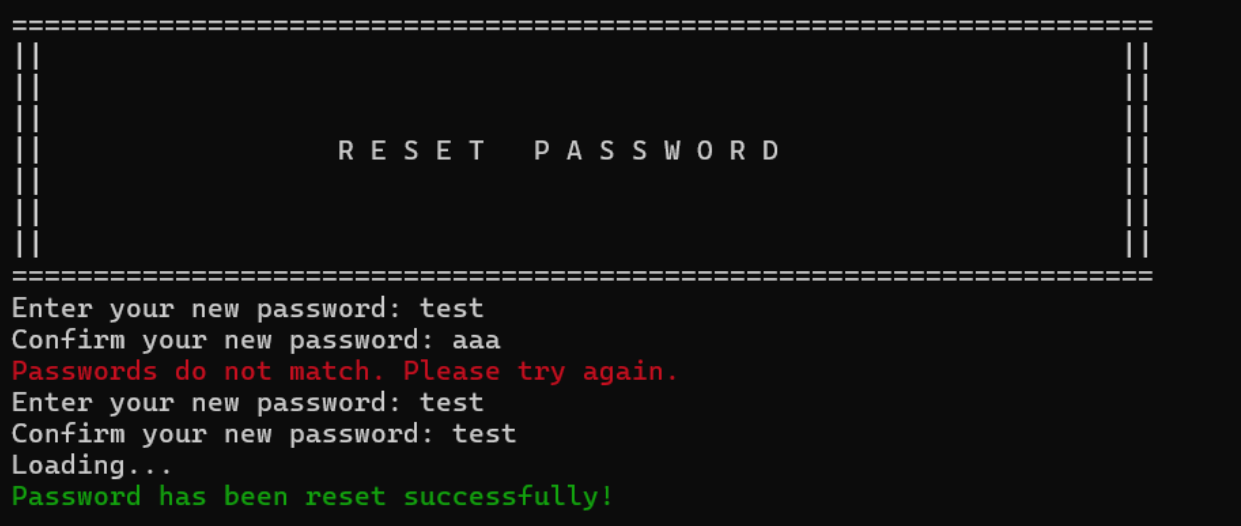 ======================================================================
||                                                                  ||
||                                                                  ||
||                                                                  ||
||                  R E S E T   P A S S W O R D                     ||
||                                                                  ||
||                                                                  ||
||                                                                  ||
======================================================================
Enter your new password: test
Confirm your new password: aaa
Passwords do not match. Please try again.
Enter your new password: test
Confirm your new password: test
Loading...
Password has been reset successfully!